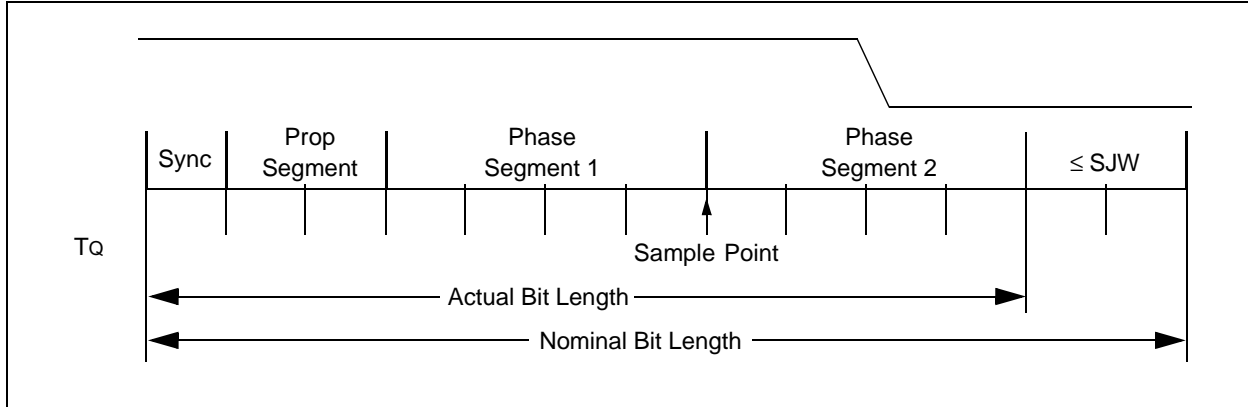 Sync
Prop
Segment
Phase
Segment 1
Phase
Segment 2
≤ SJW
TQ
Sample Point
Actual Bit Length
Nominal Bit Length